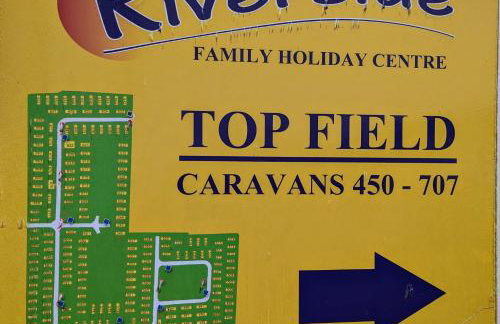 Riverside
FAMILY HOLIDAY CENTRE
TOP FIELD
CARAVANS 450 - 707